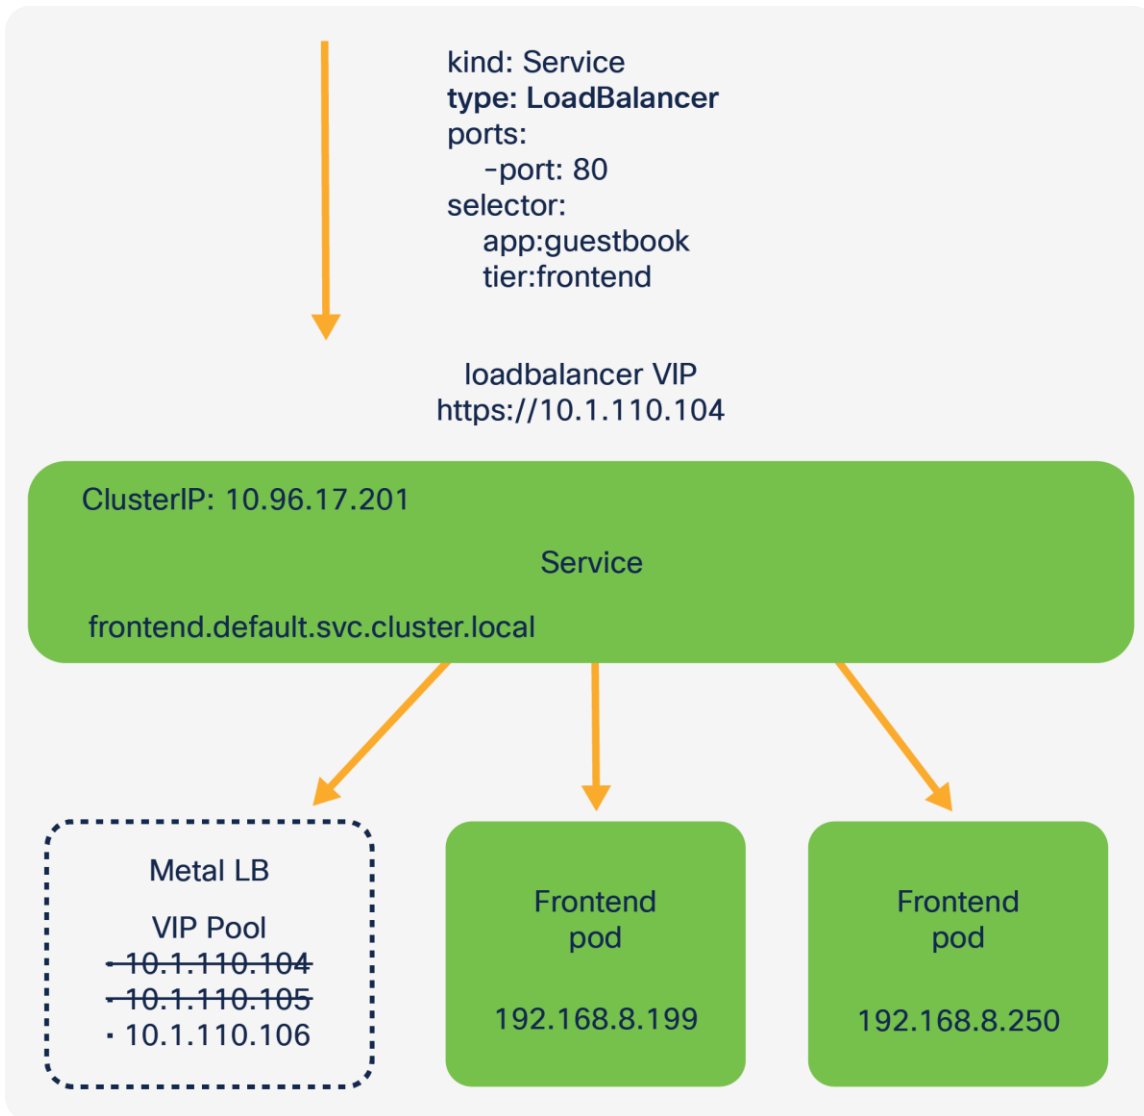 kind: Service
type: LoadBalancer
ports:
-port: 80
selector:
app:guestbook
tier:frontend
loadbalancer VIP
https://10.1.110.104
ClusterIP: 10.96.17.201
Service
frontend.default.svc.cluster.local
Metal LB
VIP Pool
· 10.1.110.104
· 10.1.110.105
· 10.1.110.106
Frontend
pod
192.168.8.199
Frontend
pod
192.168.8.250